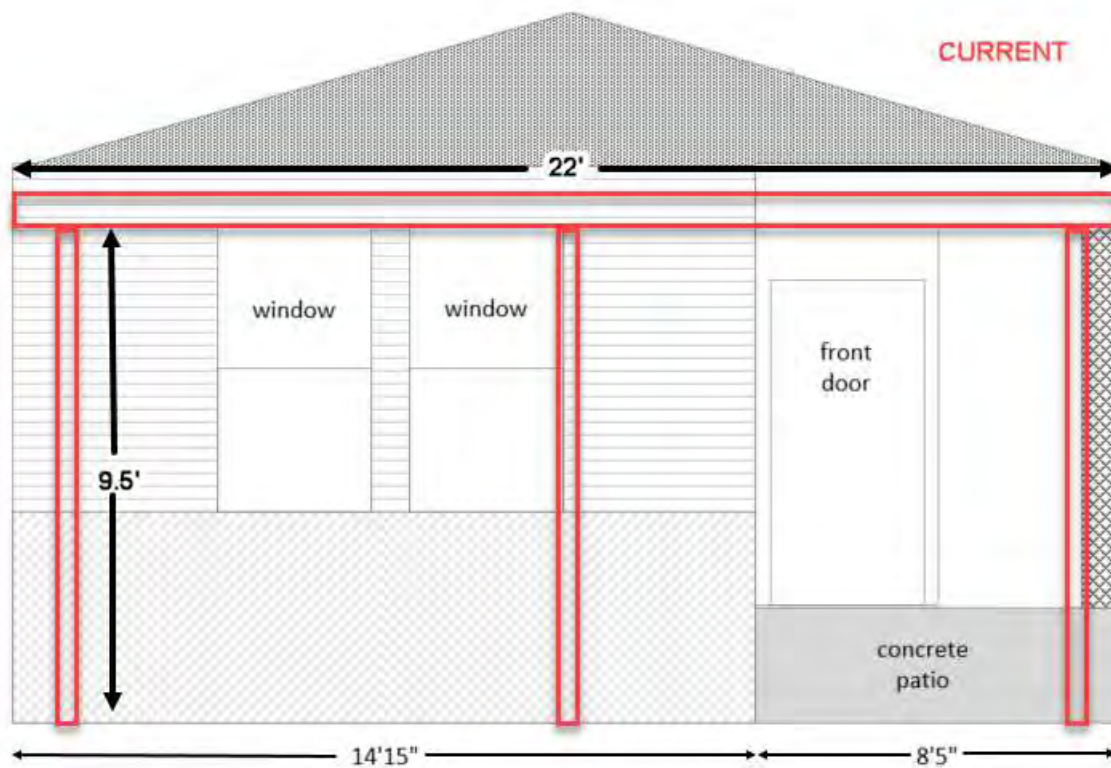 CURRENT
22'
window
window
front
door
9.5'
concrete
patio
14'15"
8'5"